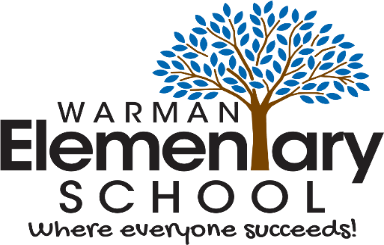 WARMAN
Elementary
SCHOOL
Where everyone succeeds!